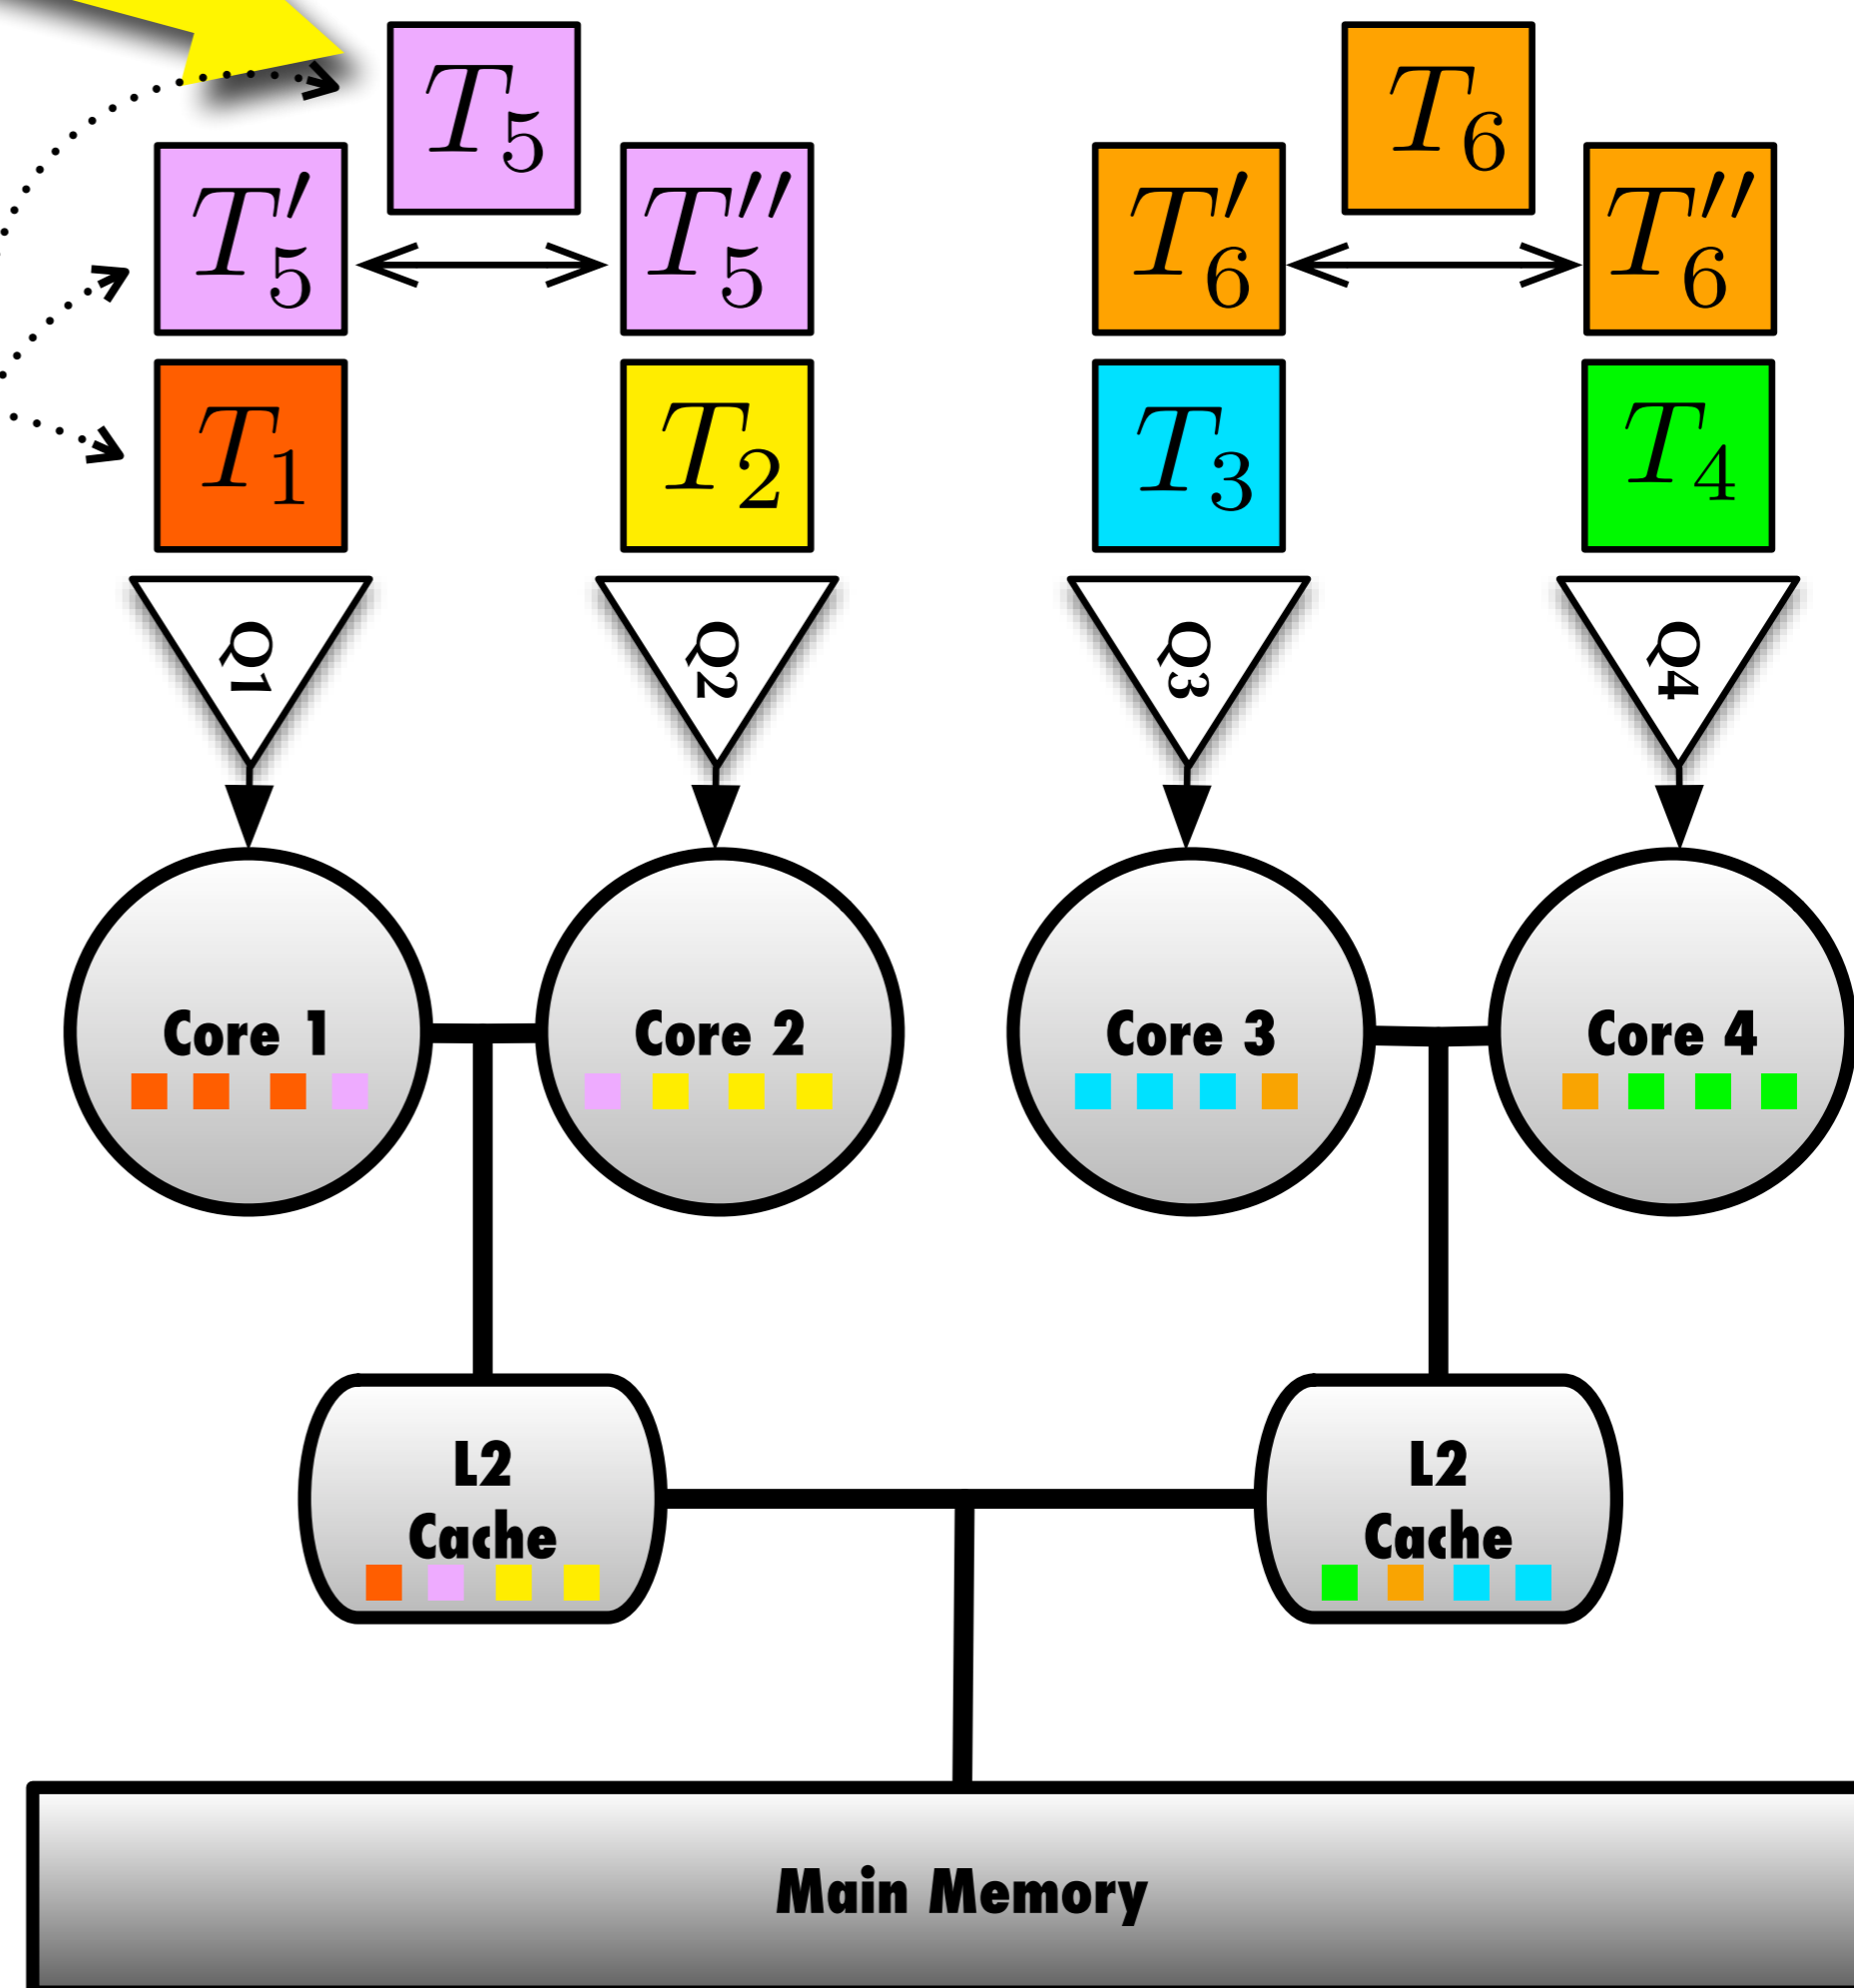 T5
T6
T′5
T″5
T′6
T″6
T1
T2
T3
T4
Q1
Q2
Q3
Q4
Core 1
Core 2
Core 3
Core 4
L2
Cache
L2
Cache
Main Memory